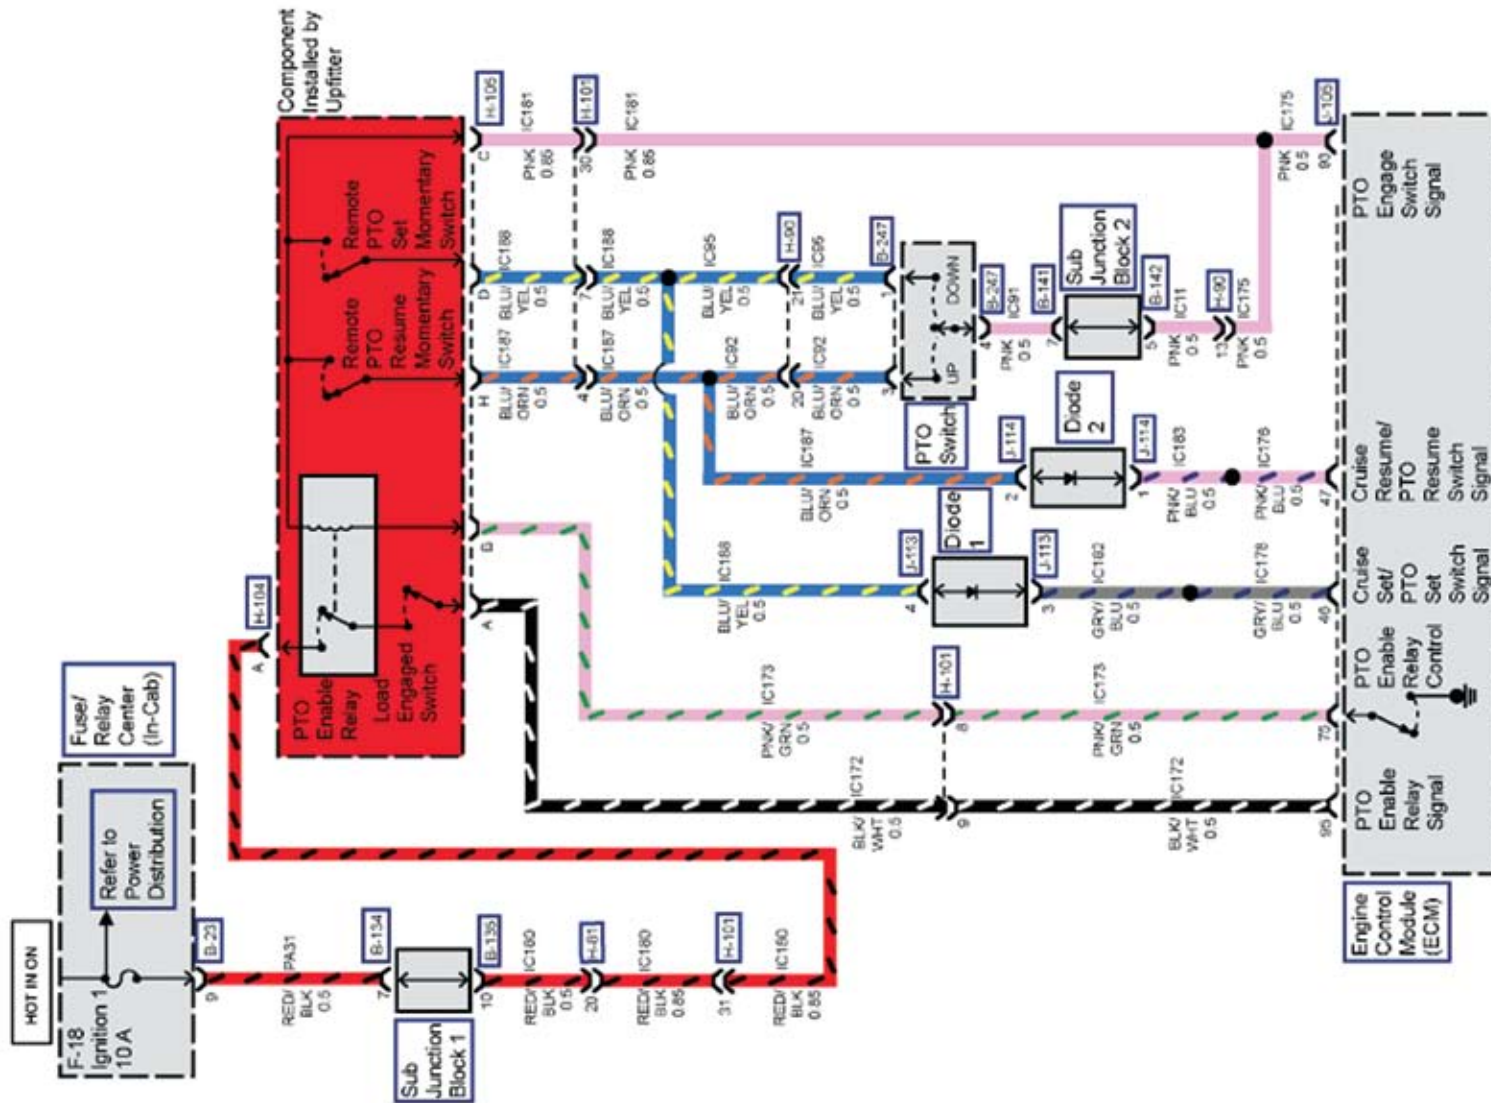 HOT IN ON
F-18
Ignition 1
10 A
Refer to
Power
Distribution
Fuse/
Relay
Center
(In-Cab)
9
B-23
RED/
BLK
0.5
PA31
7
B-134
Sub
Junction
Block 1
10
B-135
RED/
BLK
0.5
IC180
20
H-81
RED/
BLK
0.85
IC180
31
H-101
RED/
BLK
0.85
IC180
A
H-104
Component
Installed by
Upfitter
PTO
Enable
Relay
Load
Engaged
Switch
Remote
PTO
Resume
Momentary
Switch
Remote
PTO
Set
Momentary
Switch
A
H
BLU/
ORN
0.5
IC187
D
BLU/
YEL
0.5
IC188
C
H-105
PNK
0.85
IC181
4
BLU/
ORN
0.5
IC187
7
BLU/
YEL
0.5
IC188
30
H-101
PNK
0.85
IC181
BLU/
ORN
0.5
IC92
BLU/
YEL
0.5
IC95
20
21
H-90
BLU/
ORN
0.5
IC92
BLU/
YEL
0.5
IC95
3
1
B-247
UP
DOWN
PTO
Switch
4
B-247
PNK
0.5
IC91
7
B-141
Sub
Junction
Block 2
5
B-142
PNK
0.5
IC11
13
H-90
PNK
0.5
IC175
PNK
0.5
IC175
93
J-105
BLU/
ORN
0.5
IC187
2
J-114
Diode
2
1
J-114
PNK/
BLU
0.5
IC183
PNK/
BLU
0.5
IC176
47
BLU/
YEL
0.5
IC188
4
J-113
Diode
1
3
J-113
GRY/
BLU
0.5
IC182
GRY/
BLU
0.5
IC178
46
PNK/
GRN
0.5
IC173
8
H-101
PNK/
GRN
0.5
IC173
75
BLK/
WHT
0.5
IC172
9
BLK/
WHT
0.5
IC172
95
PTO
Enable
Relay
Signal
PTO
Enable
Relay
Control
Cruise
Set/
PTO
Set
Switch
Signal
Cruise
Resume/
PTO
Resume
Switch
Signal
PTO
Engage
Switch
Signal
Engine
Control
Module
(ECM)